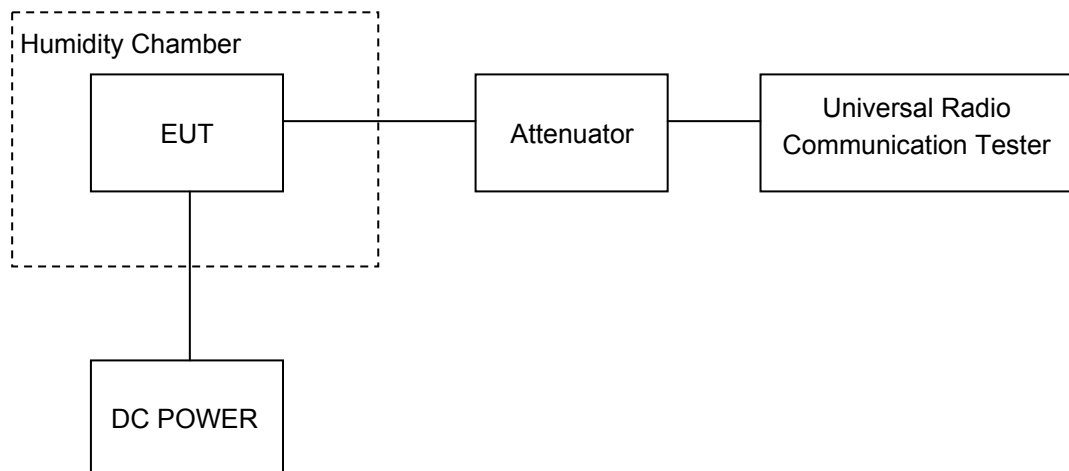 Humidity Chamber
EUT
Attenuator
Universal Radio
Communication Tester
DC POWER